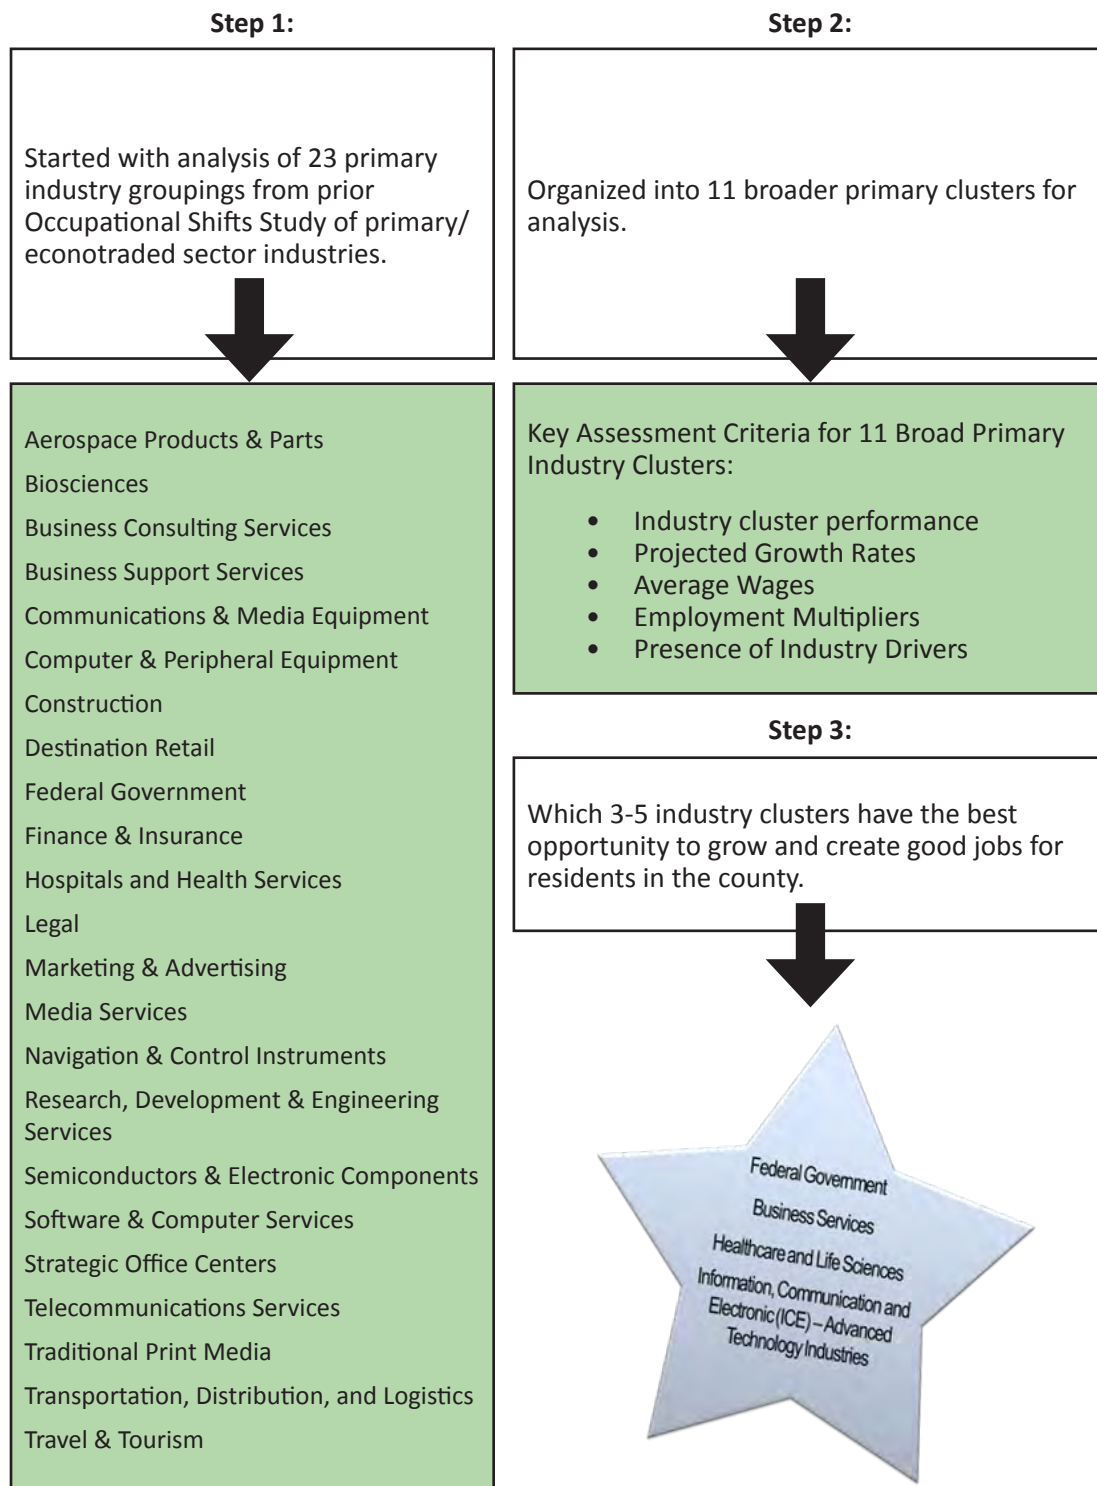 Step 1:
Started with analysis of 23 primary
industry groupings from prior
Occupational Shifts Study of primary/
econotraded sector industries.
Aerospace Products & Parts
Biosciences
Business Consulting Services
Business Support Services
Communications & Media Equipment
Computer & Peripheral Equipment
Construction
Destination Retail
Federal Government
Finance & Insurance
Hospitals and Health Services
Legal
Marketing & Advertising
Media Services
Navigation & Control Instruments
Research, Development & Engineering
Services
Semiconductors & Electronic Components
Software & Computer Services
Strategic Office Centers
Telecommunications Services
Traditional Print Media
Transportation, Distribution, and Logistics
Travel & Tourism
Step 2:
Organized into 11 broader primary clusters for
analysis.
Key Assessment Criteria for 11 Broad Primary
Industry Clusters:
• Industry cluster performance
• Projected Growth Rates
• Average Wages
• Employment Multipliers
• Presence of Industry Drivers
Step 3:
Which 3-5 industry clusters have the best
opportunity to grow and create good jobs for
residents in the county.
Federal Government
Business Services
Healthcare and Life Sciences
Information, Communication and
Electronic (ICE) – Advanced
Technology Industries